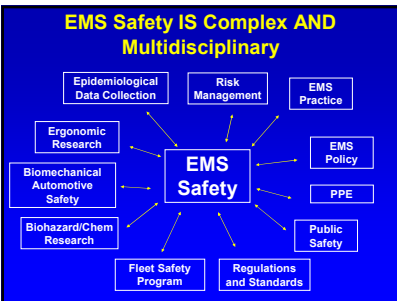 EMS Safety IS Complex AND
Multidisciplinary
Epidemiological
Data Collection
Risk
Management
EMS
Practice
Ergonomic
Research
EMS
Safety
EMS
Policy
Biomechanical
Automotive
Safety
PPE
Biohazard/Chem
Research
Public
Safety
Fleet Safety
Program
Regulations
and Standards